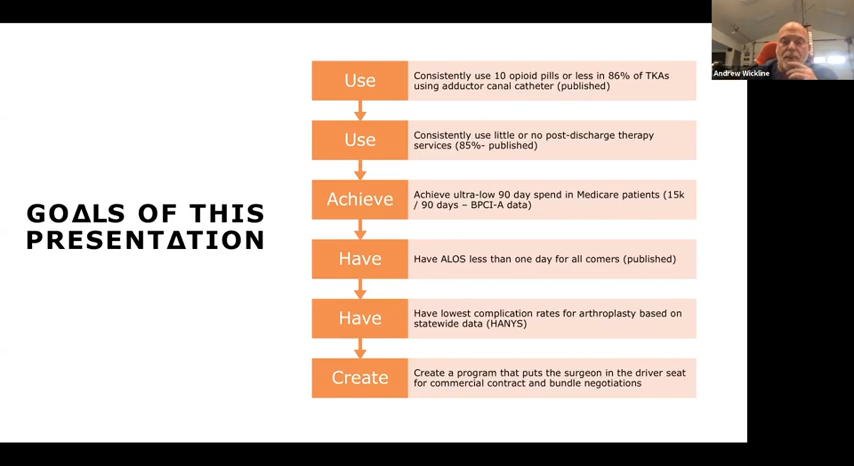 Andrew Wickline
GOALS OF THIS
PRESENTATION
Use
Consistently use 10 opioid pills or less in 86% of TKAs
using adductor canal catheter (published)
Use
Consistently use little or no post-discharge therapy
services (85%- published)
Achieve
Achieve ultra-low 90 day spend in Medicare patients (15k
/ 90 days – BPCI-A data)
Have
Have ALOS less than one day for all comers (published)
Have
Have lowest complication rates for arthroplasty based on
statewide data (HANYS)
Create
Create a program that puts the surgeon in the driver seat
for commercial contract and bundle negotiations